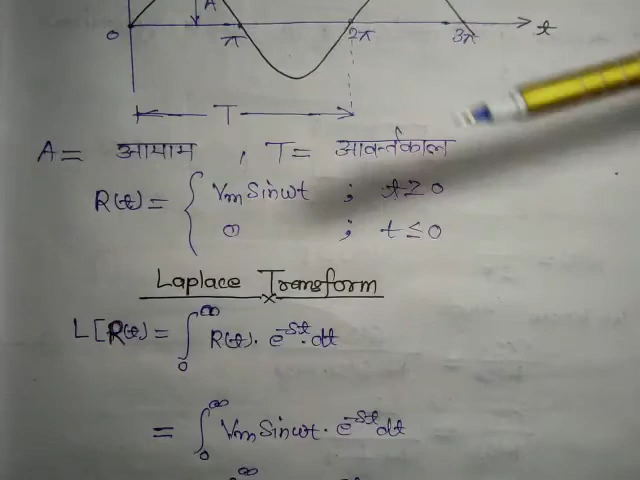 A
0 π 2π 3π t
T
A = आयाम , T = आवर्तकाल
R(t) = { Vm Sinωt ; t ≥ 0
0 ; t ≤ 0
Laplace Transform
L[R(t) = ∫₀^∞ R(t) · e^-st · dt
= ∫₀^∞ Vm Sinωt · e^-st dt
∞